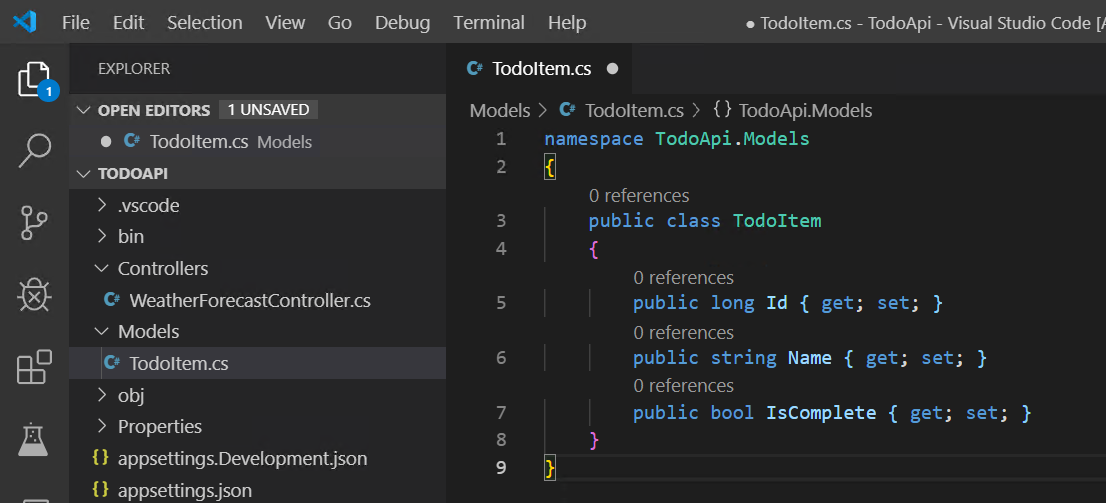 File Edit Selection View Go Debug Terminal Help ● TodoItem.cs - TodoApi - Visual Studio Code [A
EXPLORER
1
OPEN EDITORS 1 UNSAVED
TodoItem.cs Models
TODOAPI
.vscode
bin
Controllers
WeatherForecastController.cs
Models
TodoItem.cs
obj
Properties
{} appsettings.Development.json
{} appsettings.json
TodoItem.cs ●
Models > TodoItem.cs > {} TodoApi.Models
1 namespace TodoApi.Models
2 {
0 references
3 public class TodoItem
4 {
0 references
5 public long Id { get; set; }
0 references
6 public string Name { get; set; }
0 references
7 public bool IsComplete { get; set; }
8 }
9 }